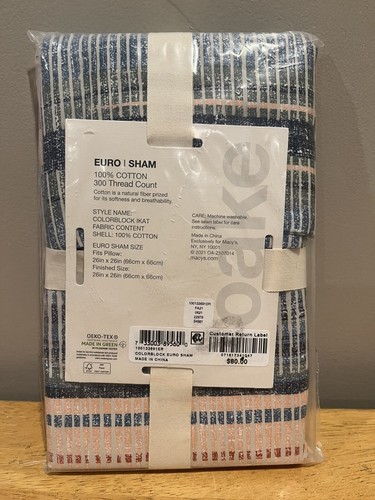 EURO | SHAM
100% COTTON
300 Thread Count
Cotton is a natural fiber prized
for its softness and breathability.
STYLE NAME:
COLORBLOCK IKAT
FABRIC CONTENT
SHELL: 100% COTTON
EURO SHAM SIZE
Fits Pillow:
26in x 26in (66cm x 66cm)
Finished Size:
26in x 26in (66cm x 66cm)
CARE: Machine washable.
See sewn label for care
instructions.
Made in China
Exclusively for Macy's
NY, NY 10001
macys.com
oake
OEKO-TEX®
MADE IN GREEN
FSC
100132891ER
COLORBLOCK EURO SHAM
MADE IN CHINA
Customer Return Label
$80.00